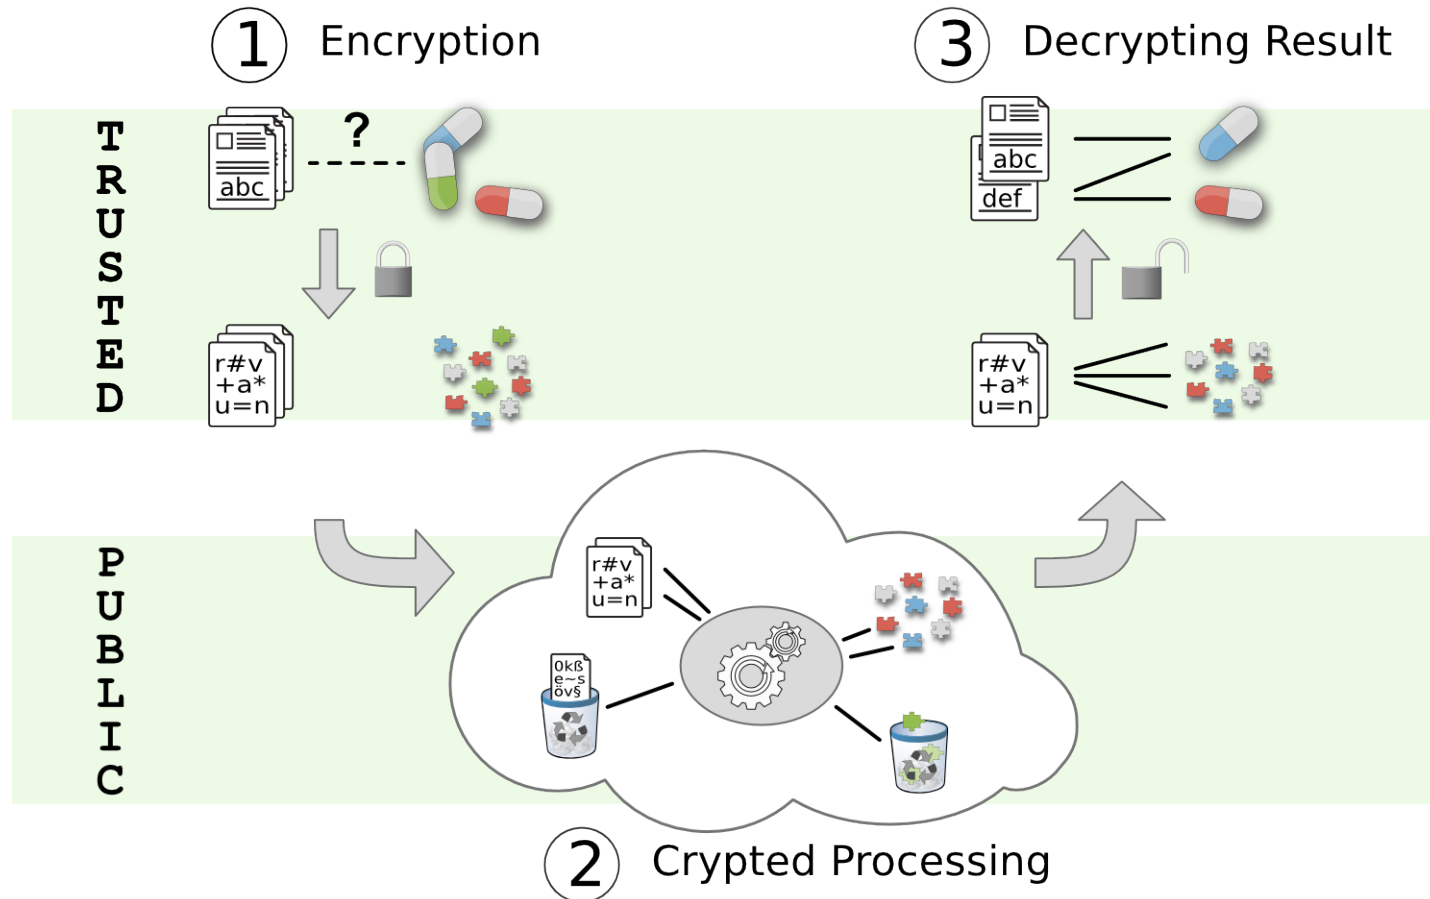 1 Encryption
3 Decrypting Result
TRUSTED
abc
?
abc
def
r#v
+a*
u=n
r#v
+a*
u=n
PUBLIC
r#v
+a*
u=n
0kß
e~s
öv§
2 Crypted Processing